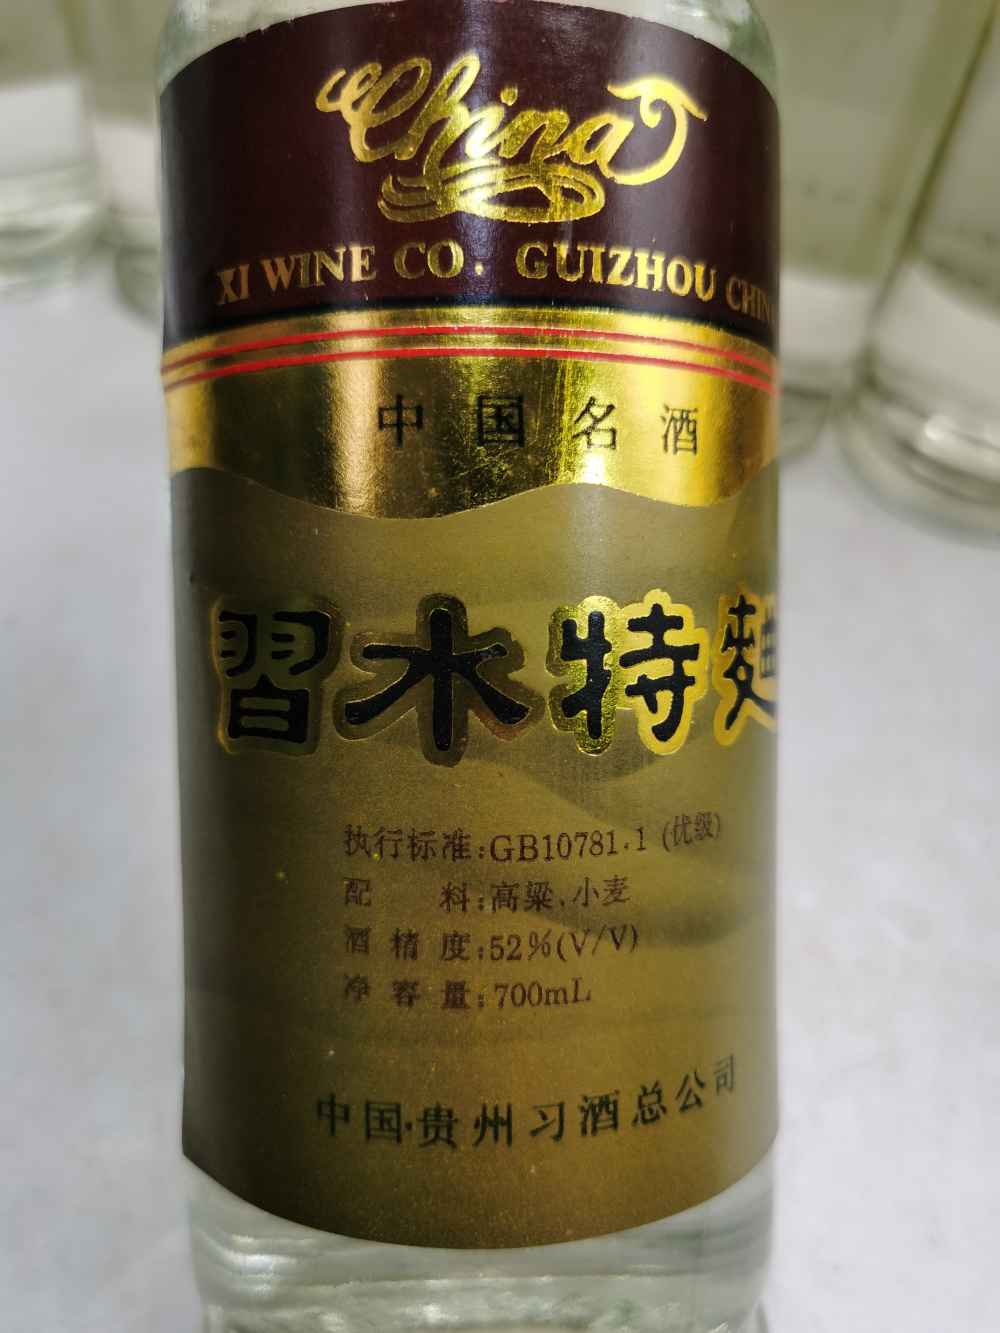 China
XI WINE CO. GUIZHOU CHINA
中国名酒
習水特麯
执行标准:GB10781.1 (优级)
配料:高粱、小麦
酒精度:52%(V/V)
净容量:700mL
中国·贵州习酒总公司